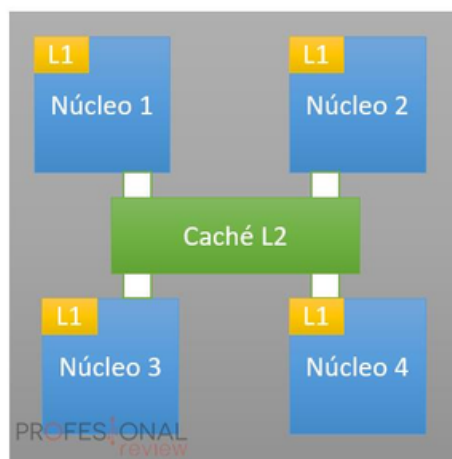 L1
Núcleo 1
L1
Núcleo 2
Caché L2
L1
Núcleo 3
L1
Núcleo 4
PROFESIONAL
review